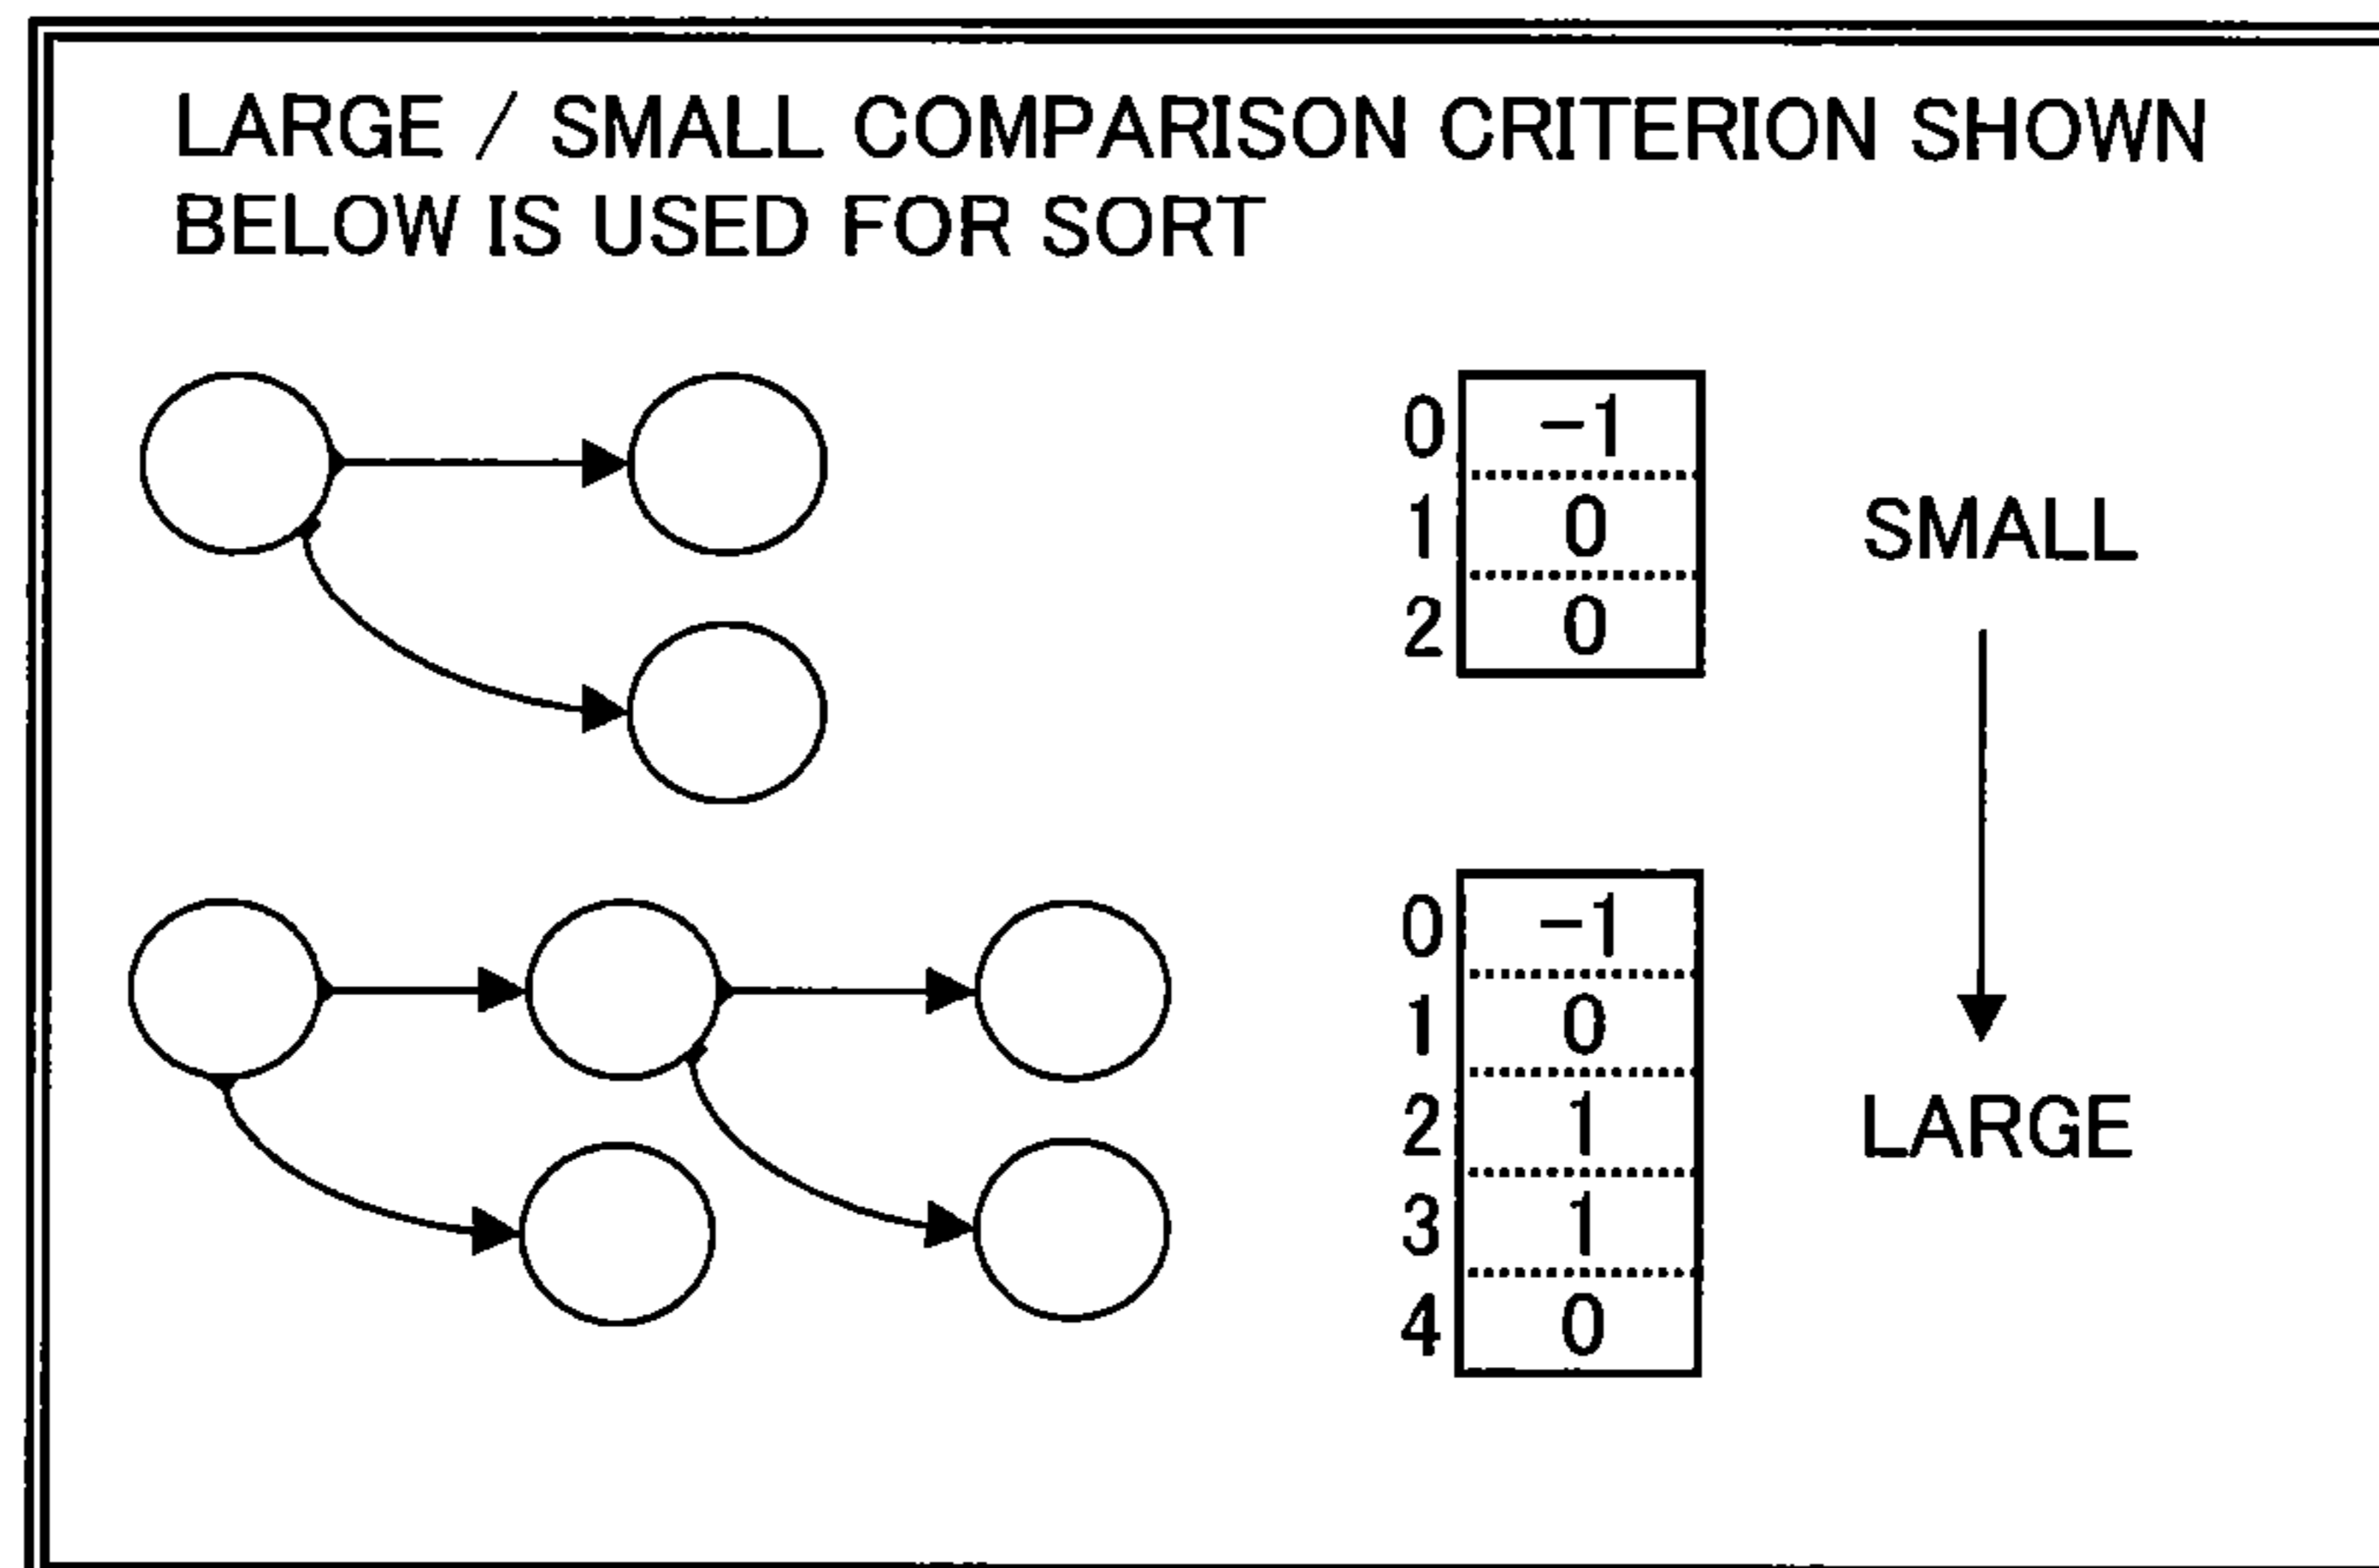 LARGE / SMALL COMPARISON CRITERION SHOWN
BELOW IS USED FOR SORT
0 -1
1 0
2 0
SMALL
0 -1
1 0
2 1
3 1
4 0
LARGE